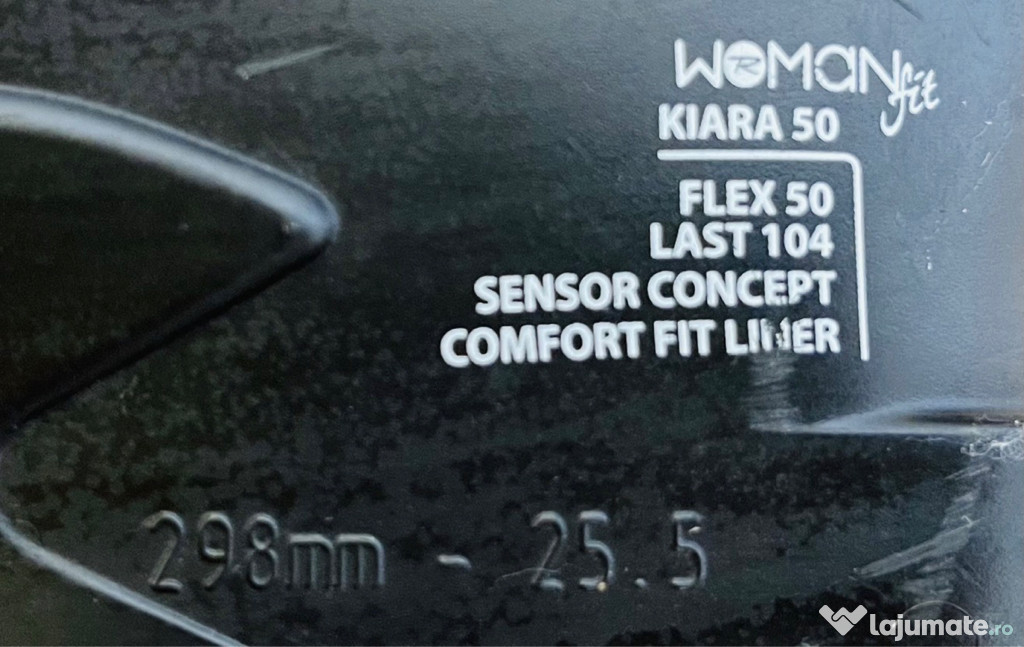 WOMAN fit
KIARA 50
FLEX 50
LAST 104
SENSOR CONCEPT
COMFORT FIT LINER
298mm - 25.5
lajumate.ro